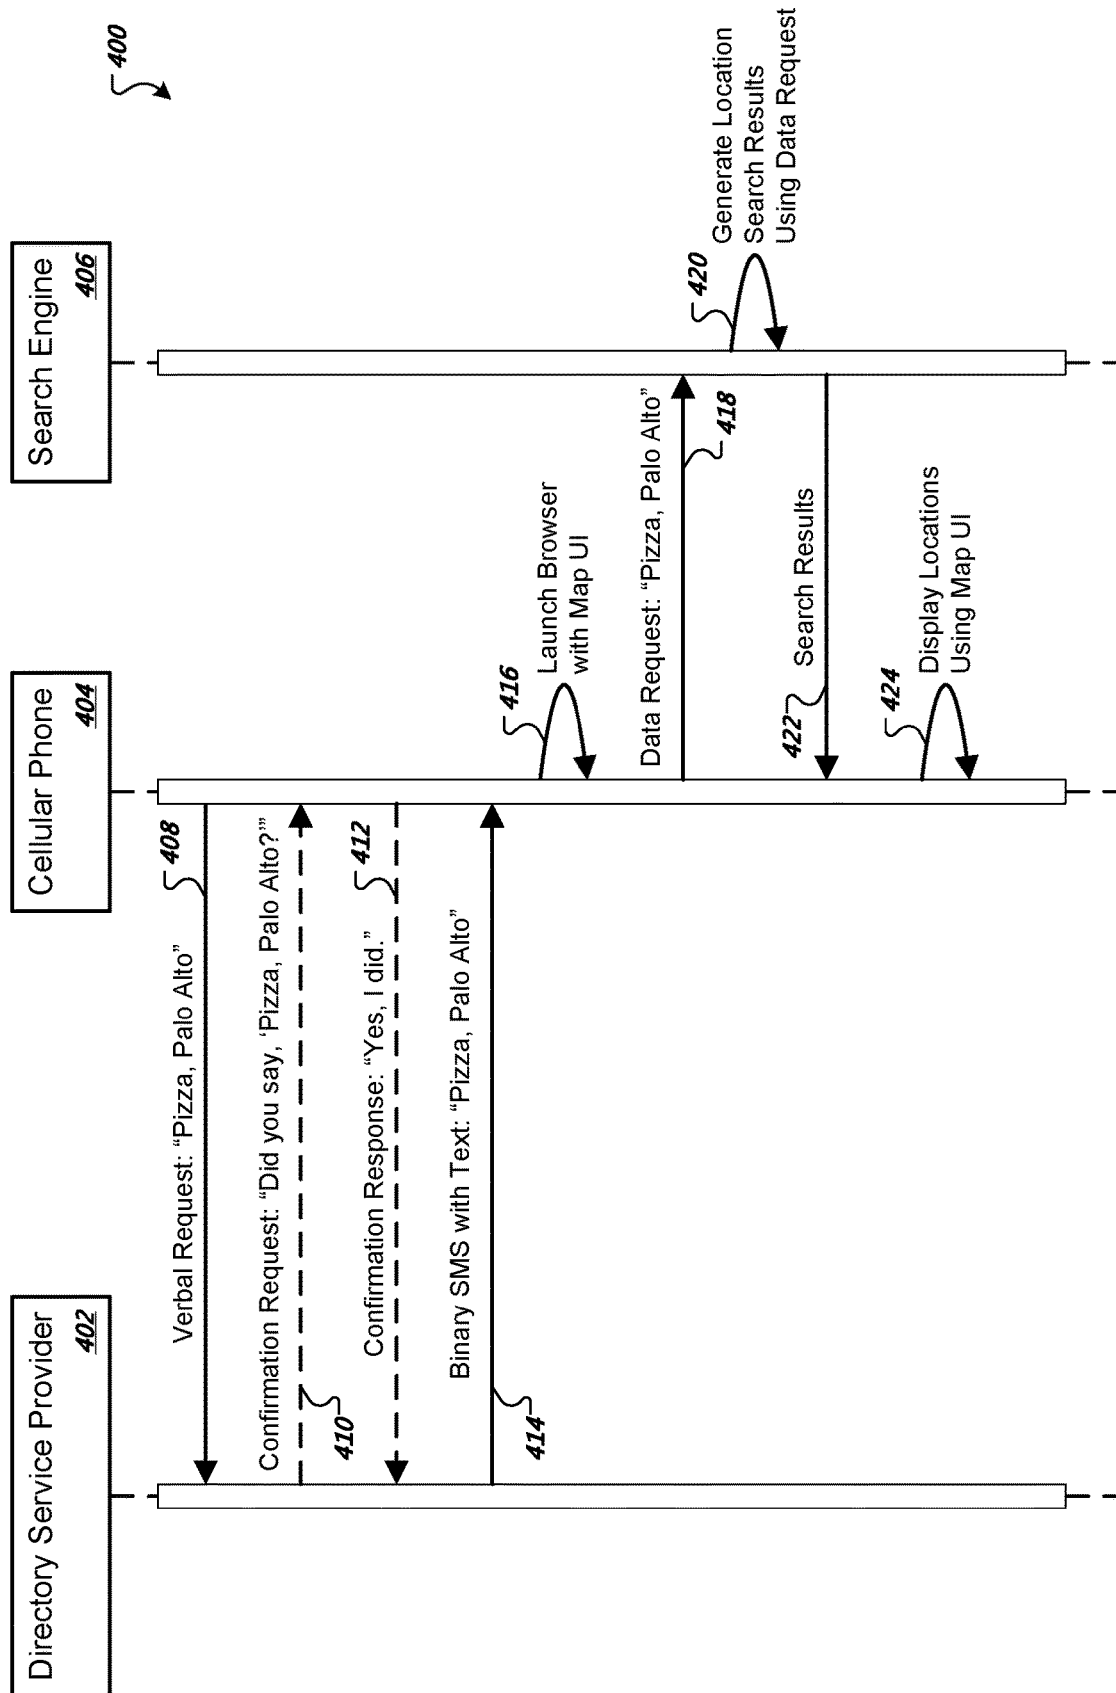 400
Directory Service Provider
402
Cellular Phone
404
Search Engine
406
Verbal Request: “Pizza, Palo Alto”
408
Confirmation Request: “Did you say, ‘Pizza, Palo Alto?’”
410
Confirmation Response: “Yes, I did.”
412
Binary SMS with Text: “Pizza, Palo Alto”
414
416
Launch Browser
with Map UI
Data Request: “Pizza, Palo Alto”
418
420
Generate Location
Search Results
Using Data Request
Search Results
422
424
Display Locations
Using Map UI